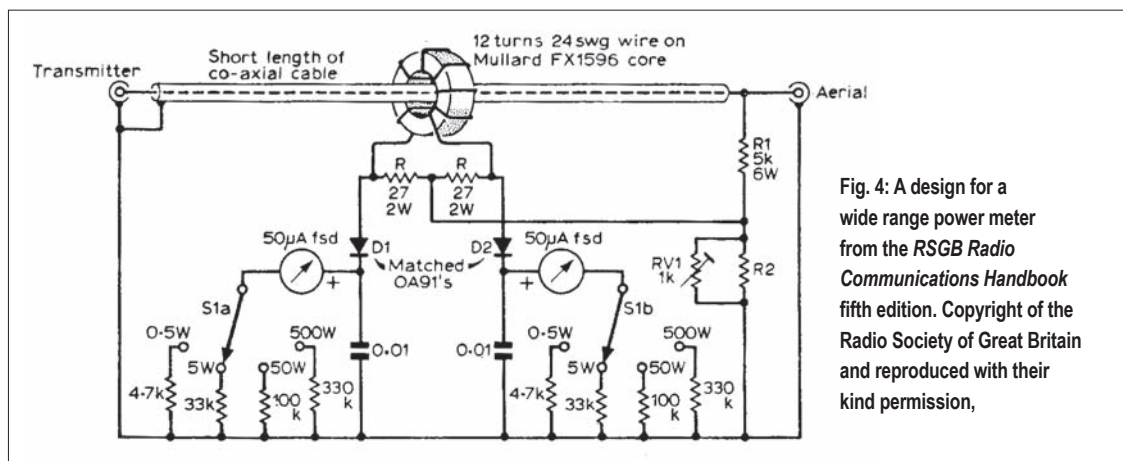 Transmitter
Short length of
co-axial cable
12 turns 24swg wire on
Mullard FX1596 core
Aerial
R1
5k
6W
R
27
2W
R
27
2W
50µA fsd
D1
Matched
OA91's
D2
50µA fsd
RV1
1k
R2
S1a
+
+
S1b
0·5W
5W
50W
500W
4·7k
33k
100
k
330
k
0·01
0·01
0·5W
5W
50W
500W
4·7k
33k
100
k
330
k
Fig. 4: A design for a
wide range power meter
from the RSGB Radio
Communications Handbook
fifth edition. Copyright of the
Radio Society of Great Britain
and reproduced with their
kind permission,